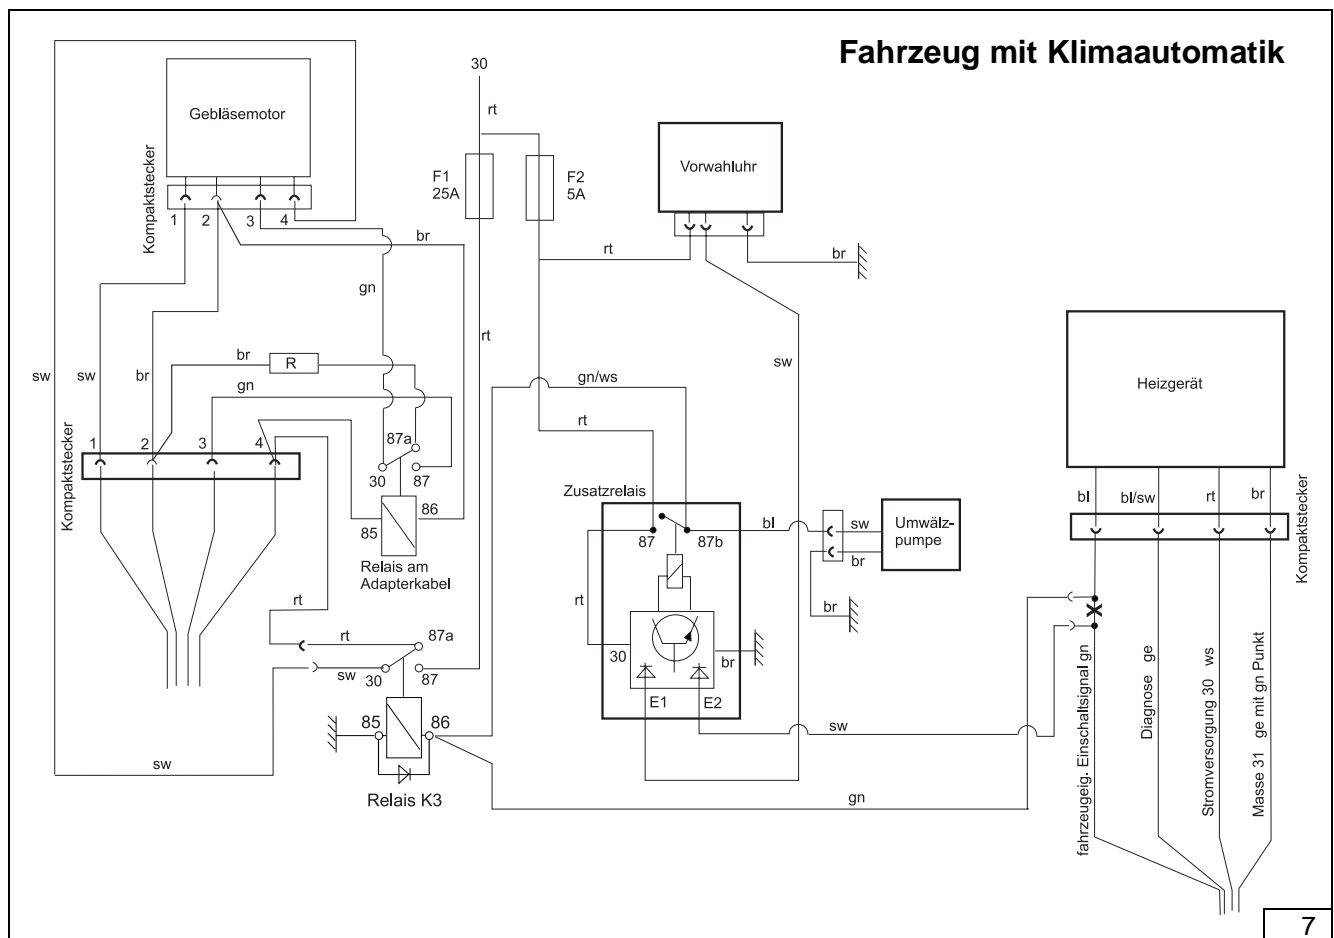 Fahrzeug mit Klimaautomatik
30
rt
Gebläsemotor
Kompaktstecker
1
2
3
4
F1
25A
F2
5A
Vorwahluhr
br
rt
br
gn
rt
sw
sw
sw
br
br
R
gn
gn/ws
rt
Heizgerät
Kompaktstecker
1
2
3
4
87a
30
87
85
86
Relais am
Adapterkabel
Zusatzrelais
87
87b
bl
sw
br
Umwälz-
pumpe
br
bl
bl/sw
rt
br
Kompaktstecker
rt
rt
rt
87a
sw
30
87
30
br
E1
E2
X
85
86
sw
sw
Relais K3
gn
fahrzeugeig. Einschaltsignal gn
Diagnose ge
Stromversorgung 30 ws
Masse 31 ge mit gn Punkt
7